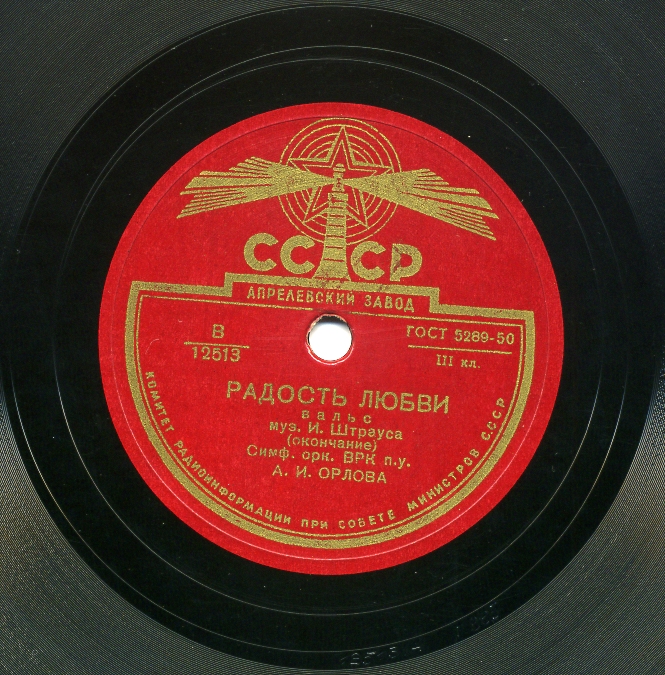 СССР
АПРЕЛЕВСКИЙ ЗАВОД
В
12513
ГОСТ 5289-50
III кл.
РАДОСТЬ ЛЮБВИ
вальс
муз. И. Штрауса
(окончание)
Симф. орк. ВРК п.у.
А. И. ОРЛОВА
КОМИТЕТ РАДИОИНФОРМАЦИИ ПРИ СОВЕТЕ МИНИСТРОВ СССР